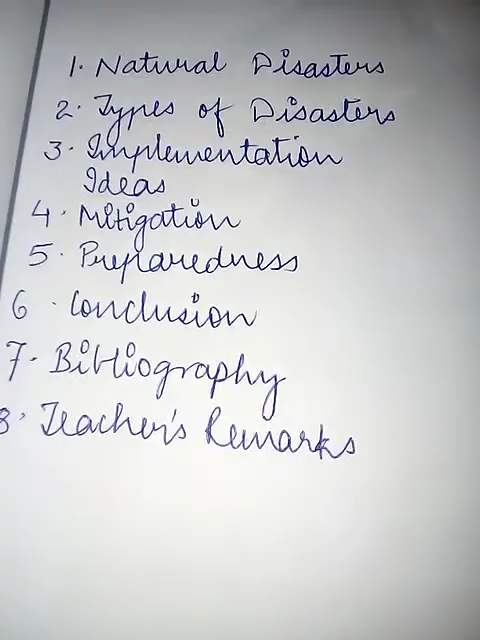 1. Natural Disasters
2. Types of Disasters
3. Implementation
Ideas
4. Mitigation
5. Preparedness
6. Conclusion
7. Bibliography
8. Teacher's Remarks